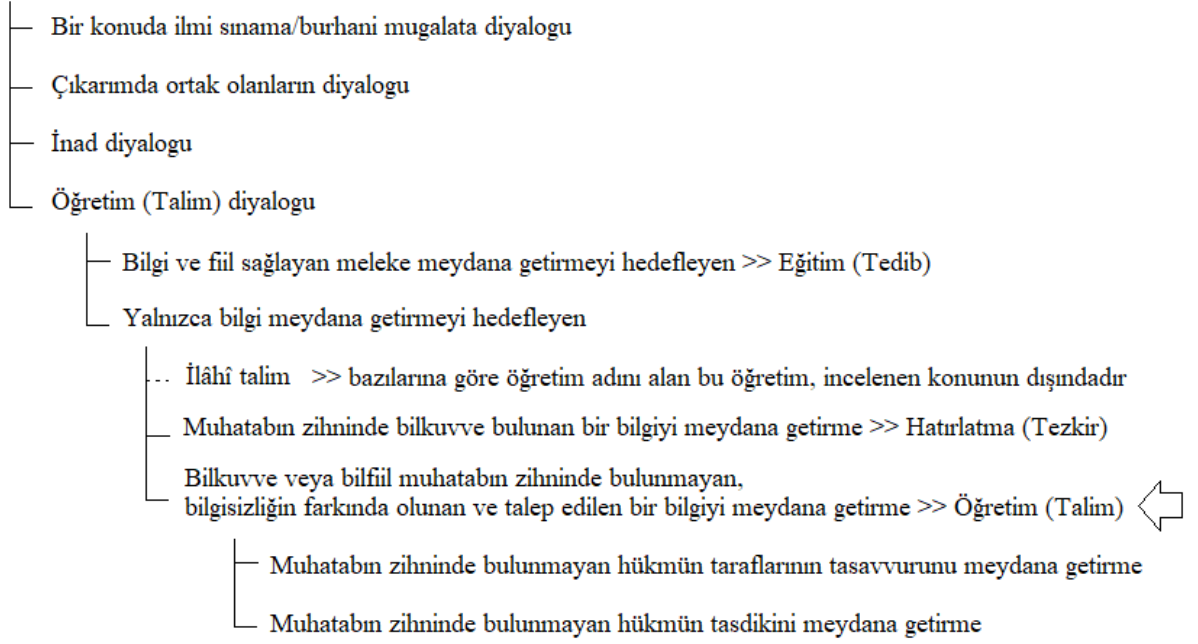 Bir konuda ilmi sınama/burhani mugalata diyalogu
Çıkarımda ortak olanların diyalogu
İnad diyalogu
Öğretim (Talim) diyalogu
Bilgi ve fiil sağlayan meleke meydana getirmeyi hedefleyen >> Eğitim (Tedib)
Yalnızca bilgi meydana getirmeyi hedefleyen
İlâhî talim >> bazılarına göre öğretim adını alan bu öğretim, incelenen konunun dışındadır
Muhatabın zihninde bilkuvve bulunan bir bilgiyi meydana getirme >> Hatırlatma (Tezkir)
Bilkuvve veya bilfiil muhatabın zihninde bulunmayan,
bilgisizliğin farkında olunan ve talep edilen bir bilgiyi meydana getirme >> Öğretim (Talim)
Muhatabın zihninde bulunmayan hükmün taraflarının tasavvurunu meydana getirme
Muhatabın zihninde bulunmayan hükmün tasdikini meydana getirme